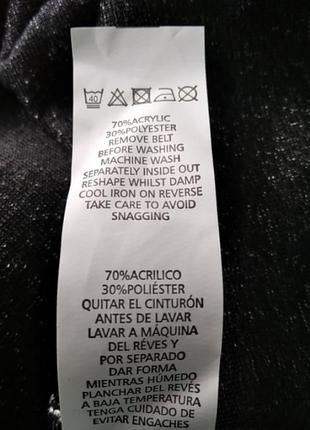 40
70%ACRYLIC
30%POLYESTER
REMOVE BELT
BEFORE WASHING
MACHINE WASH
SEPARATELY INSIDE OUT
RESHAPE WHILST DAMP
COOL IRON ON REVERSE
TAKE CARE TO AVOID
SNAGGING
70%ACRILICO
30%POLIÉSTER
QUITAR EL CINTURÓN
ANTES DE LAVAR
LAVAR A MÁQUINA
DEL RÉVES Y
POR SEPARADO
DAR FORMA
MIENTRAS HÚMEDO
PLANCHAR DEL REVÉS
A BAJA TEMPERATURA
TENGA CUIDADO DE
EVITAR ENGACHES